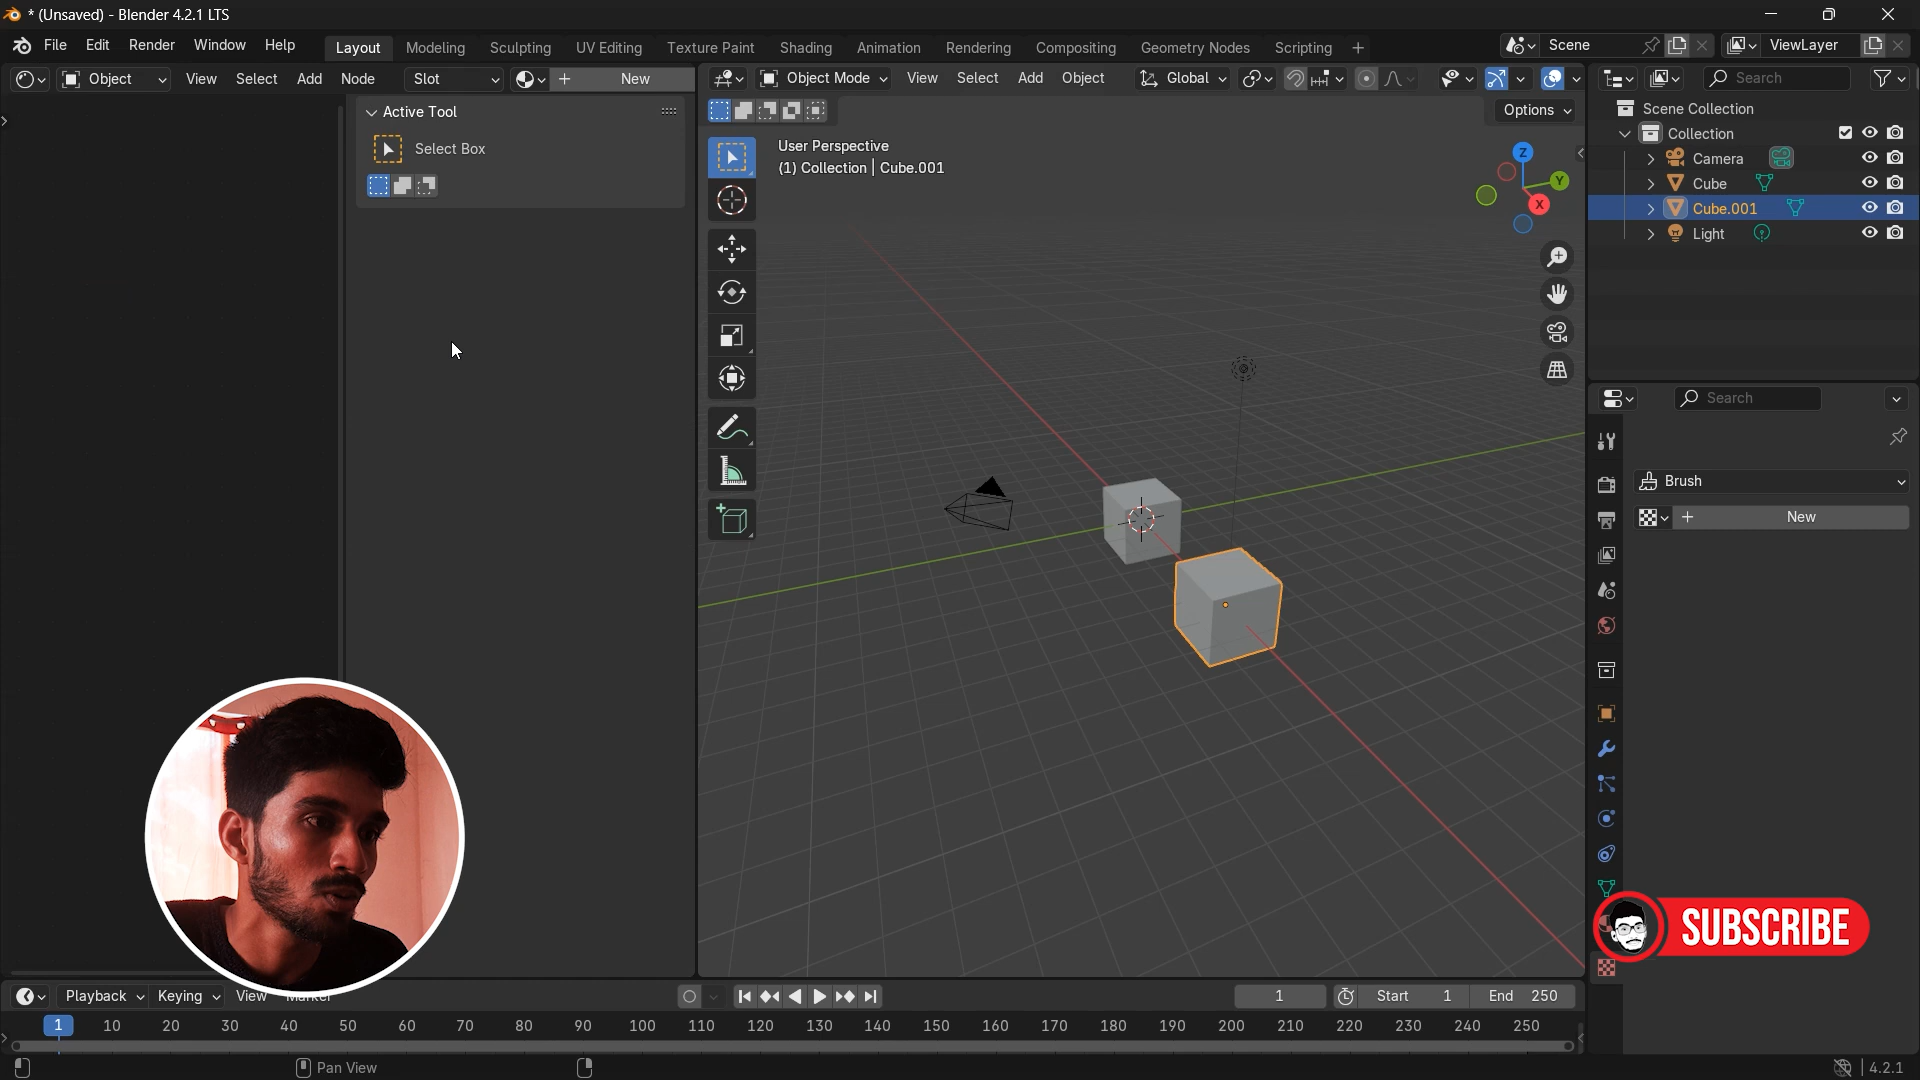 * (Unsaved) - Blender 4.2.1 LTS
File Edit Render Window Help Layout Modeling Sculpting UV Editing Texture Paint Shading Animation Rendering Compositing Geometry Nodes Scripting + Scene ViewLayer
Object View Select Add Node Slot + New
Object Mode View Select Add Object Global
Search
Options
Active Tool
Select Box
User Perspective
(1) Collection | Cube.001
Z
Y
X
Scene Collection
Collection
Camera
Cube
Cube.001
Light
Search
Brush
+ New
SUBSCRIBE
Playback Keying View Marker
1 Start 1 End 250
1 10 20 30 40 50 60 70 80 90 100 110 120 130 140 150 160 170 180 190 200 210 220 230 240 250
Pan View
4.2.1